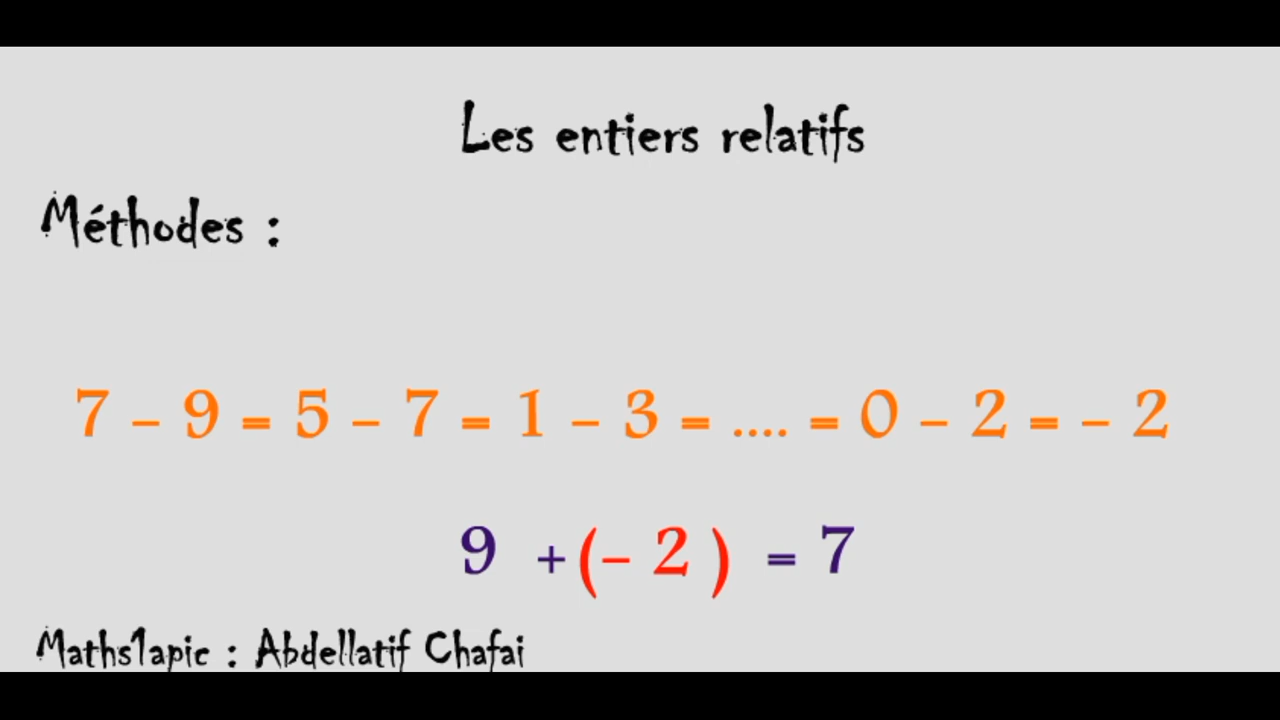 Les entiers relatifs
Méthodes :
7 – 9 = 5 – 7 = 1 – 3 = .... = 0 – 2 = – 2
9 + (– 2 ) = 7
Maths1apic : Abdellatif Chafai